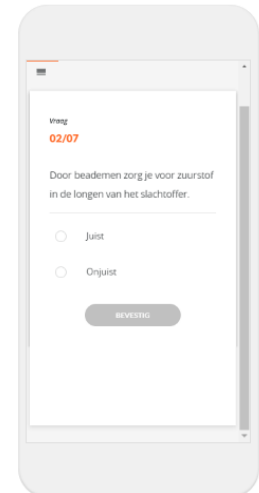 Vraag
02/07
Door beademen zorg je voor zuurstof
in de longen van het slachtoffer.
Juist
Onjuist
BEVESTIG